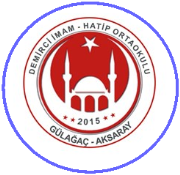 DEMİRCİ İMAM - HATİP ORTAOKULU
2015
GÜLAĞAÇ - AKSARAY